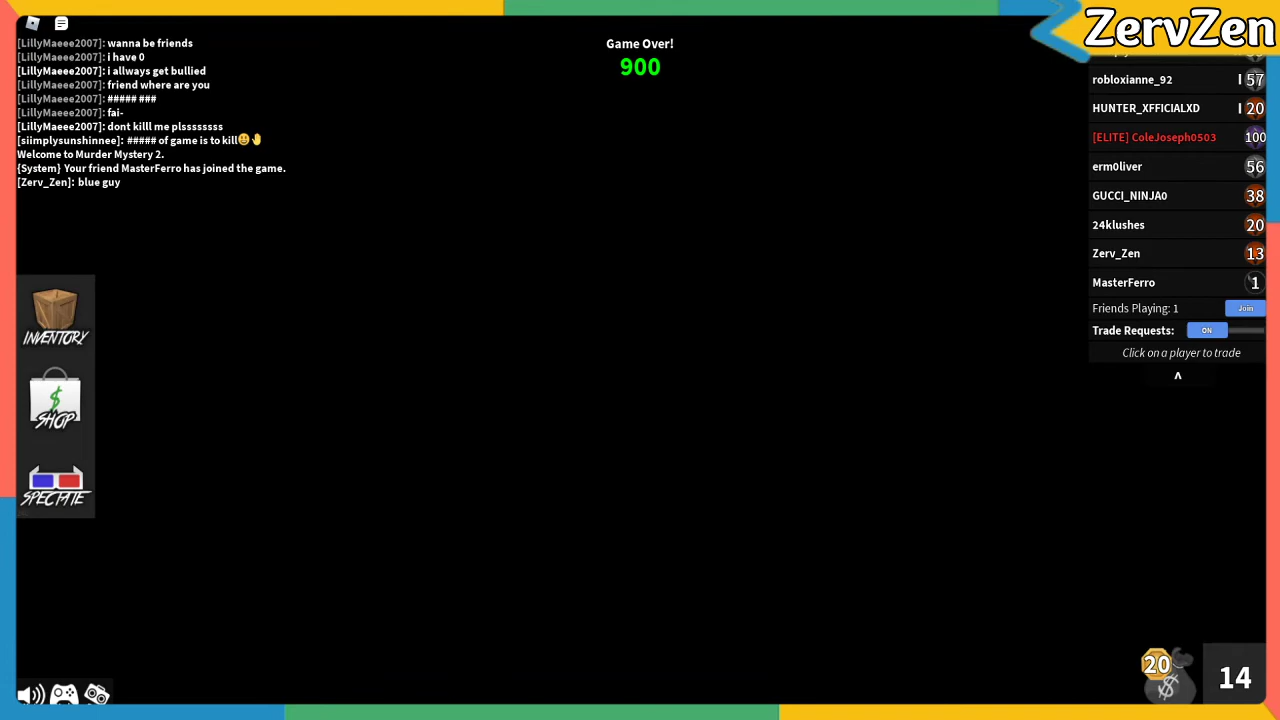 ZervZen
[LillyMaeee2007]: wanna be friends
[LillyMaeee2007]: i have 0
[LillyMaeee2007]: i allways get bullied
[LillyMaeee2007]: friend where are you
[LillyMaeee2007]: ##### ###
[LillyMaeee2007]: fai-
[LillyMaeee2007]: dont killl me plssssssss
[siimplysunshinnee]: ##### of game is to kill😃🤚
Welcome to Murder Mystery 2.
{System} Your friend MasterFerro has joined the game.
[Zerv_Zen]: blue guy
Game Over!
900
robloxianne_92 57
HUNTER_XFFICIALXD 20
[ELITE] ColeJoseph0503 100
erm0liver 56
GUCCI_NINJA0 38
24klushes 20
Zerv_Zen 13
MasterFerro 1
Friends Playing: 1 Join
Trade Requests: ON
Click on a player to trade
^
INVENTORY
$
SHOP
SPECTATE
20
$
14